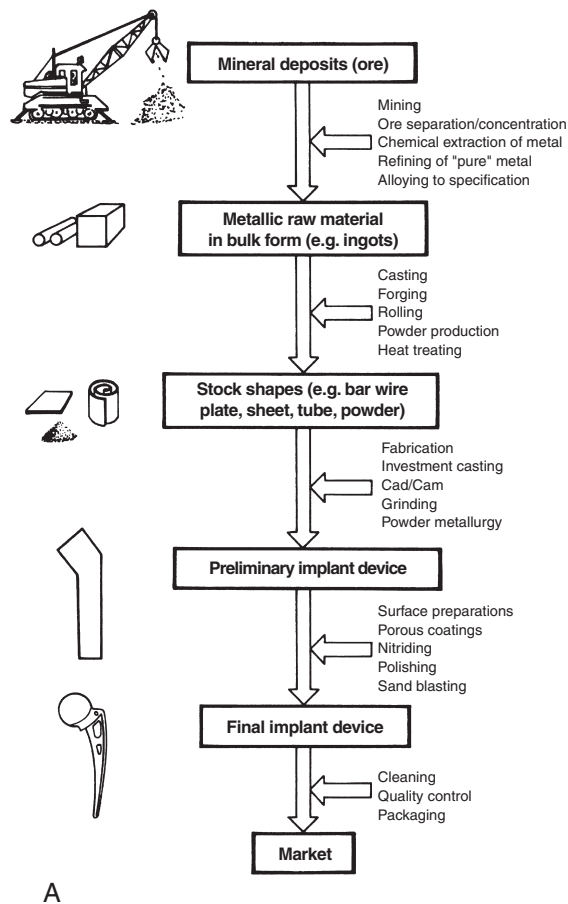 Mineral deposits (ore)
Mining
Ore separation/concentration
Chemical extraction of metal
Refining of "pure" metal
Alloying to specification
Metallic raw material
in bulk form (e.g. ingots)
Casting
Forging
Rolling
Powder production
Heat treating
Stock shapes (e.g. bar wire
plate, sheet, tube, powder)
Fabrication
Investment casting
Cad/Cam
Grinding
Powder metallurgy
Preliminary implant device
Surface preparations
Porous coatings
Nitriding
Polishing
Sand blasting
Final implant device
Cleaning
Quality control
Packaging
Market
A